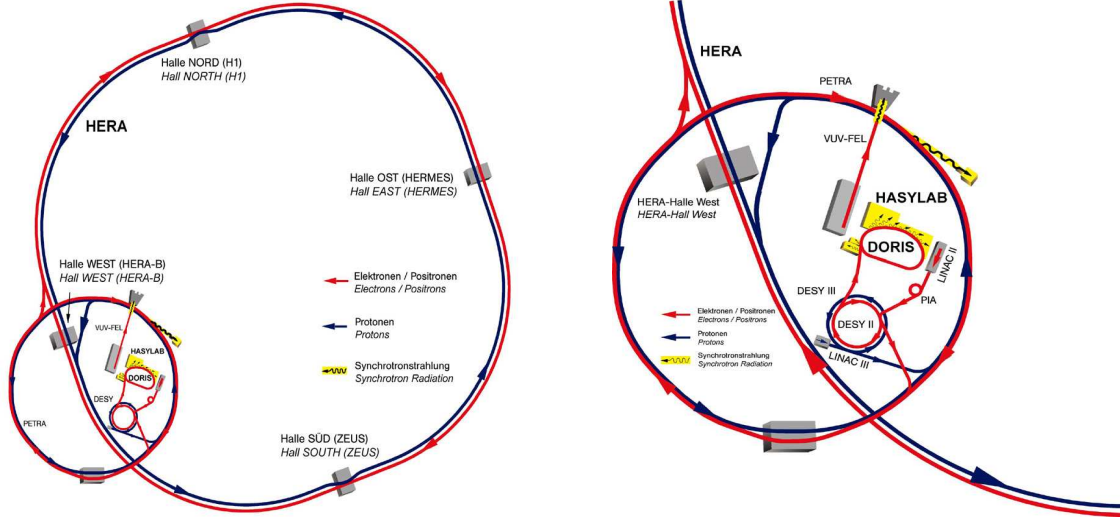 Halle NORD (H1)
Hall NORTH (H1)
HERA
Halle OST (HERMES)
Hall EAST (HERMES)
Halle WEST (HERA-B)
Hall WEST (HERA-B)
Elektronen / Positronen
Electrons / Positrons
Protonen
Protons
Synchrotronstrahlung
Synchrotron Radiation
VUV-FEL
HASYLAB
DORIS
DESY
PETRA
Halle SÜD (ZEUS)
Hall SOUTH (ZEUS)
HERA
PETRA
VUV-FEL
HERA-Halle West
HERA-Hall West
HASYLAB
DORIS
LINAC II
DESY III
PIA
DESY II
LINAC III
Elektronen / Positronen
Electrons / Positrons
Protonen
Protons
Synchrotronstrahlung
Synchrotron Radiation